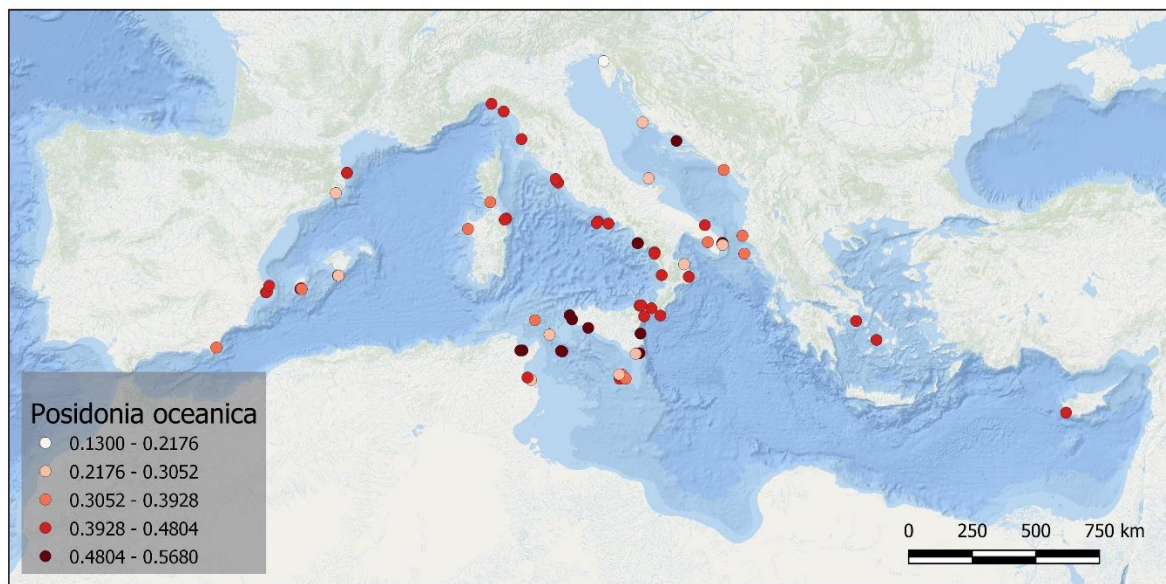 Posidonia oceanica
0.1300 - 0.2176
0.2176 - 0.3052
0.3052 - 0.3928
0.3928 - 0.4804
0.4804 - 0.5680
0 250 500 750 km